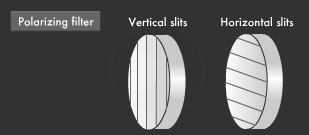 Polarizing filter
Vertical slits
Horizontal slits